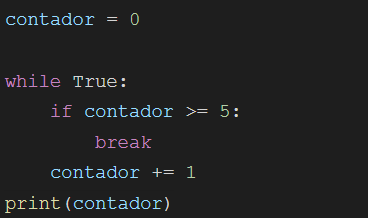 contador = 0
while True:
    if contador >= 5:
        break
    contador += 1
print(contador)